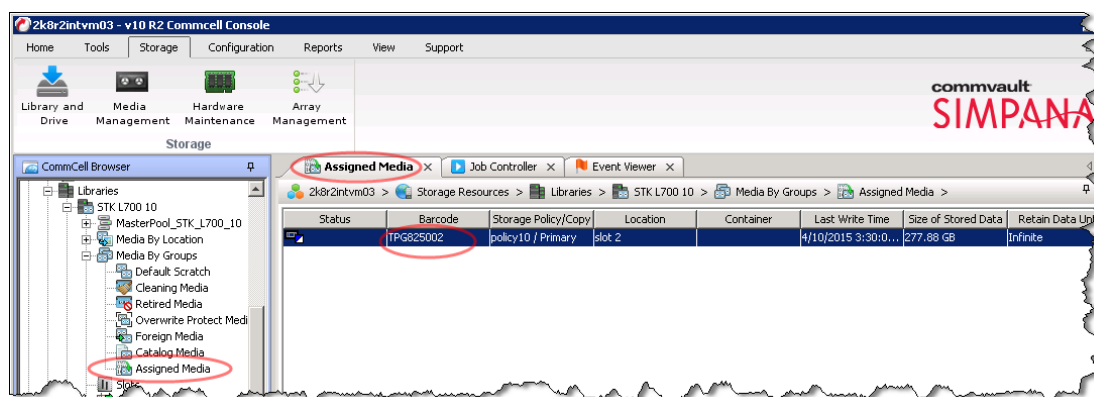 2k8r2intvm03 - v10 R2 Commcell Console
Home Tools Storage Configuration Reports View Support
Library and Drive
Media Management
Hardware Maintenance
Array Management
Storage
commvault
SIMPANA
CommCell Browser
Assigned Media
Job Controller
Event Viewer
2k8r2intvm03 > Storage Resources > Libraries > STK L700 10 > Media By Groups > Assigned Media >
Libraries
STK L700 10
MasterPool_STK_L700_10
Media By Location
Media By Groups
Default Scratch
Cleaning Media
Retired Media
Overwrite Protect Medi
Foreign Media
Catalog Media
Assigned Media
Slots
Status Barcode Storage Policy/Copy Location Container Last Write Time Size of Stored Data Retain Data Unt
TPG825002 policy10 / Primary slot 2 4/10/2015 3:30:0... 277.88 GB Infinite